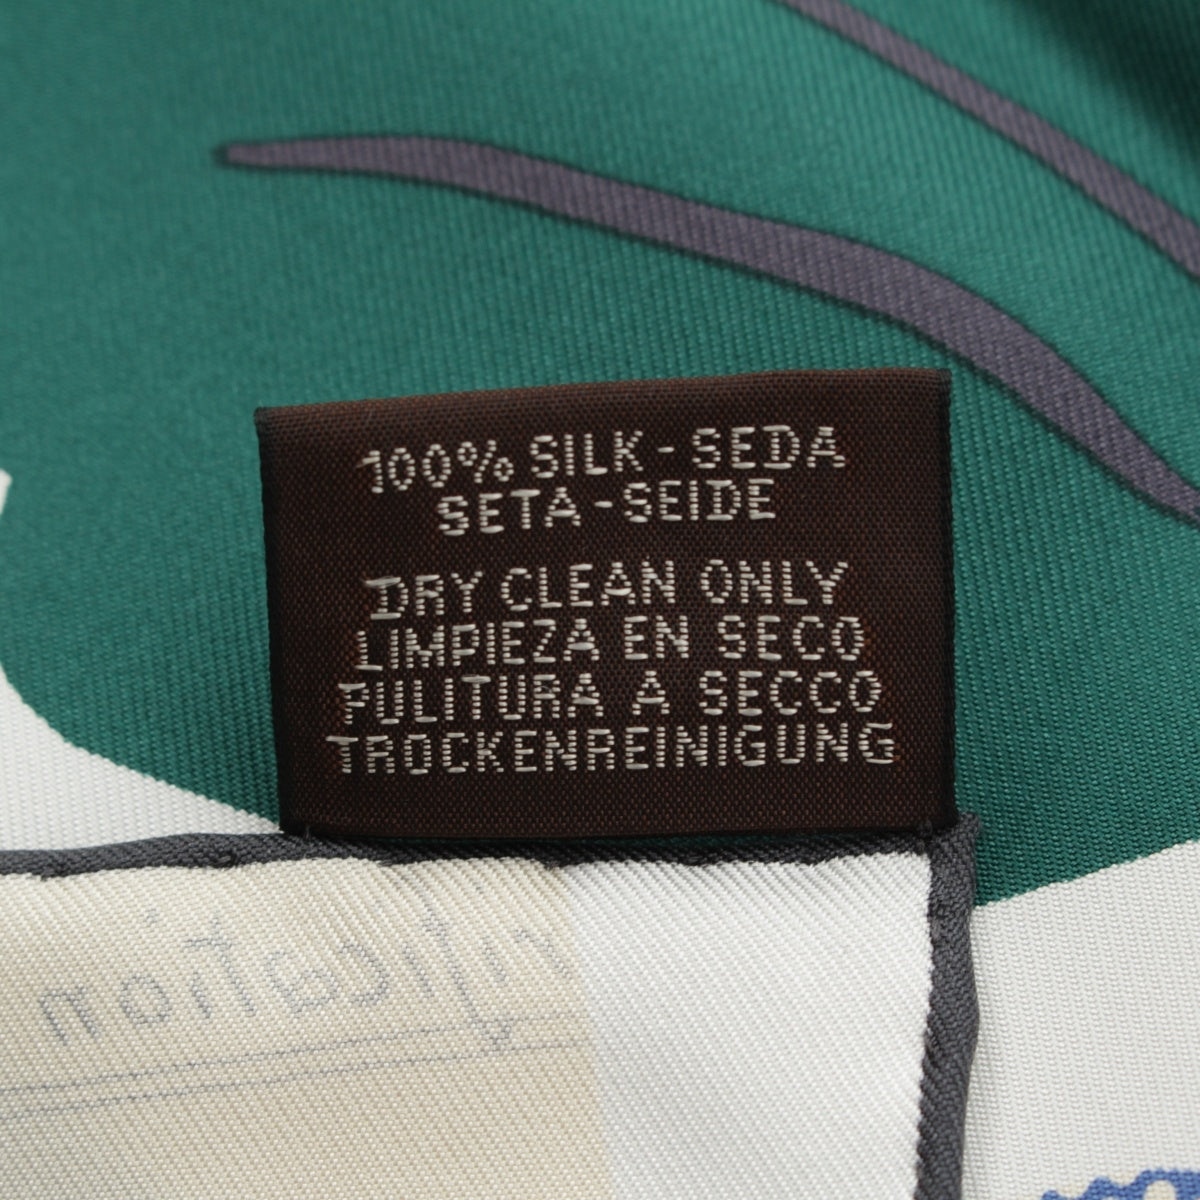 100% SILK - SEDA
SETA - SEIDE
DRY CLEAN ONLY
LIMPIEZA EN SECO
PULITURA A SECCO
TROCKENREINIGUNG